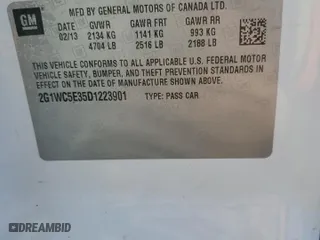 GM
MFD BY GENERAL MOTORS OF CANADA LTD.
DATE GVWR GAWR FRT GAWR RR
02/13 2134 KG 1141 KG 993 KG
4704 LB 2516 LB 2188 LB
THIS VEHICLE CONFORMS TO ALL APPLICABLE U.S. FEDERAL MOTOR
VEHICLE SAFETY, BUMPER, AND THEFT PREVENTION STANDARDS IN
EFFECT ON THE DATE OF MANUFACTURE SHOWN ABOVE.
2G1WC5E35D1223901 TYPE: PASS CAR
© AUTOBIDMASTER.COM